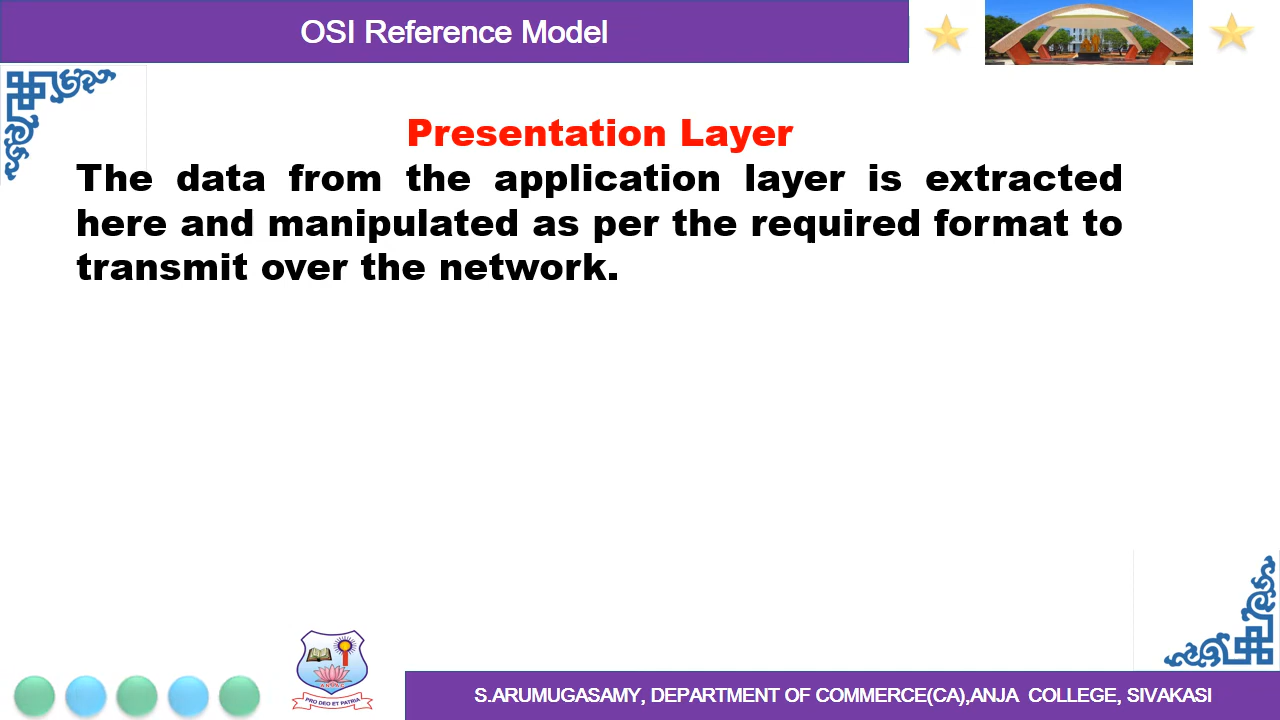 OSI Reference Model
Presentation Layer
The data from the application layer is extracted
here and manipulated as per the required format to
transmit over the network.
PRO DEO ET PATRIA
S.ARUMUGASAMY, DEPARTMENT OF COMMERCE(CA),ANJA COLLEGE, SIVAKASI